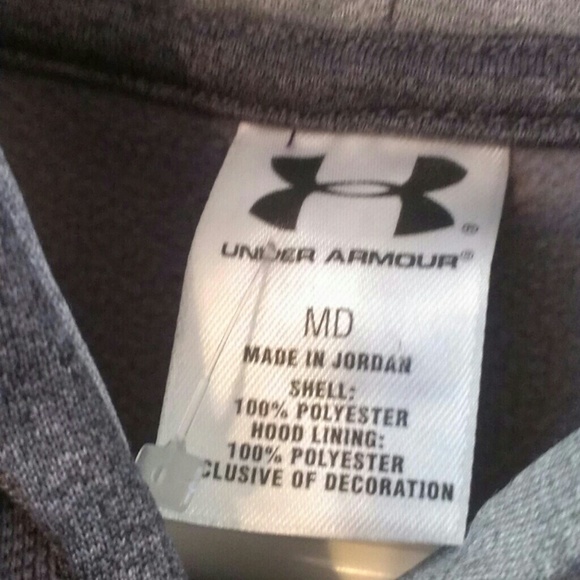 ®
UNDER ARMOUR®
MD
MADE IN JORDAN
SHELL:
100% POLYESTER
HOOD LINING:
100% POLYESTER
CLUSIVE OF DECORATION